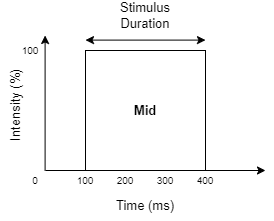 Stimulus
Duration
100
Intensity (%)
Mid
0 100 200 300 400
Time (ms)